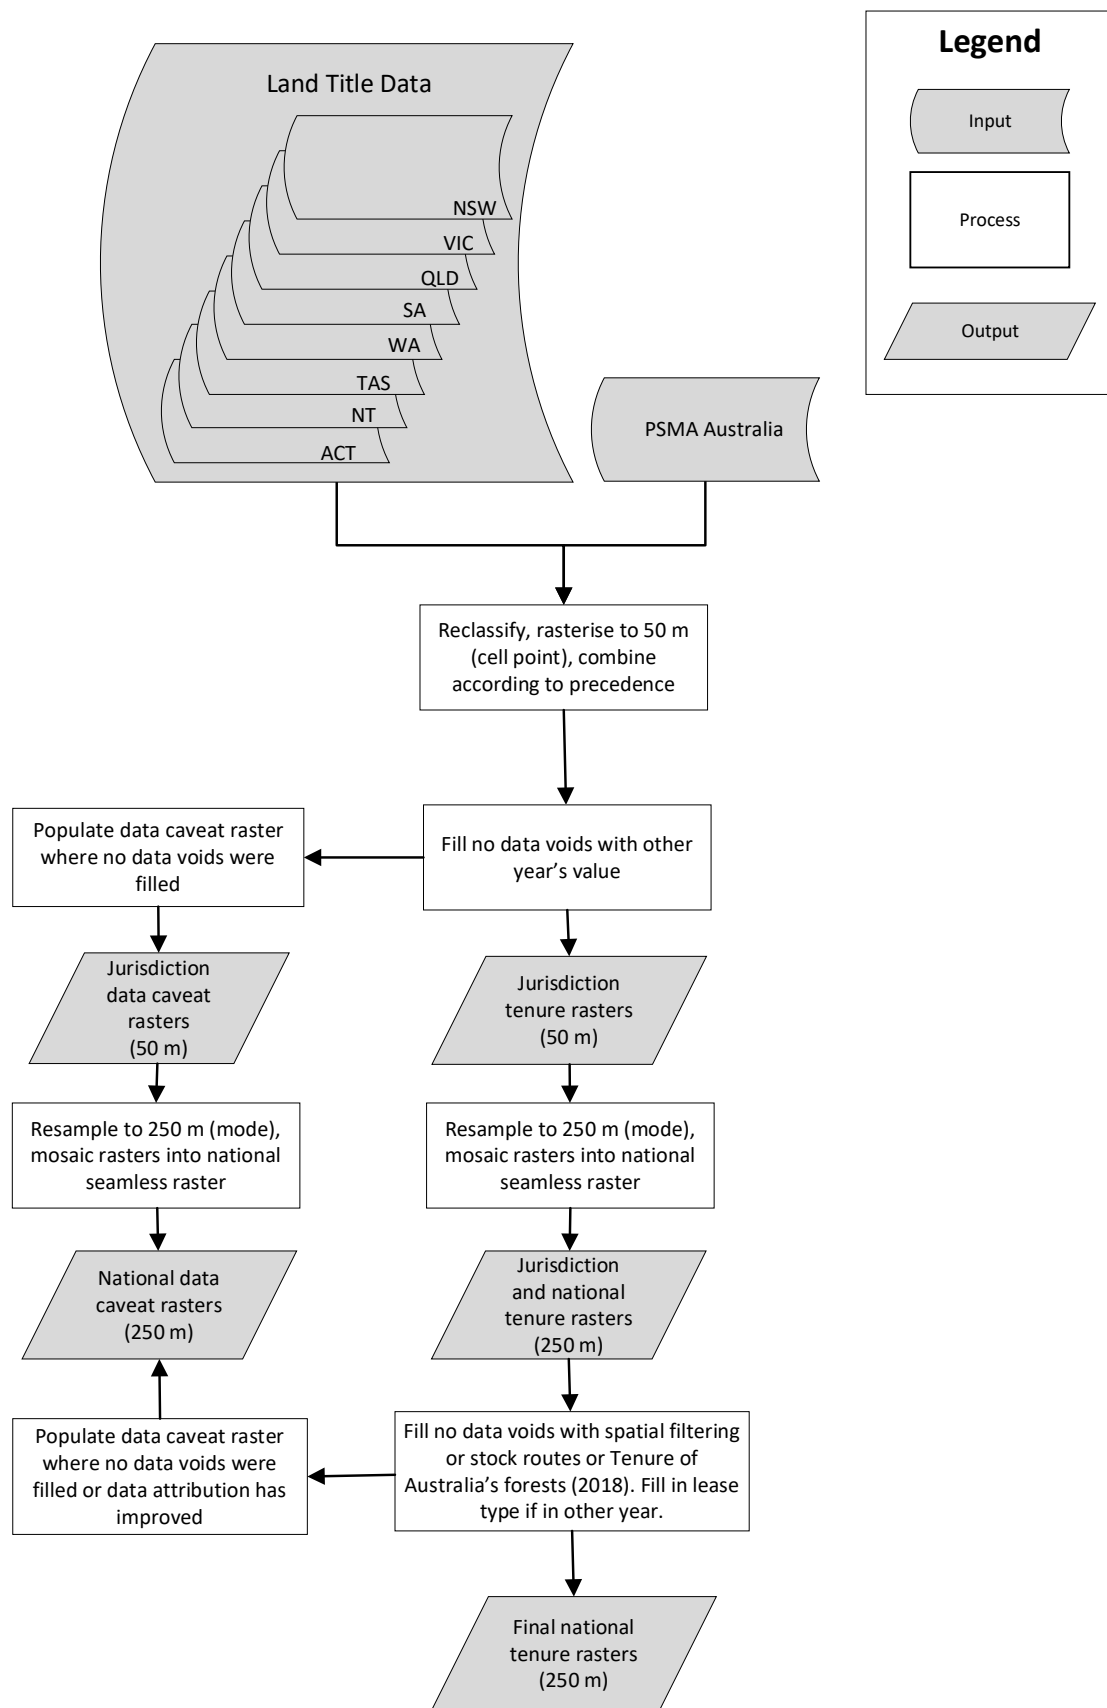 Legend
Input
Process
Output
Land Title Data
NSW
VIC
QLD
SA
WA
TAS
NT
ACT
PSMA Australia
Reclassify, rasterise to 50 m
(cell point), combine
according to precedence
Fill no data voids with other
year’s value
Populate data caveat raster
where no data voids were
filled
Jurisdiction
data caveat
rasters
(50 m)
Jurisdiction
tenure rasters
(50 m)
Resample to 250 m (mode),
mosaic rasters into national
seamless raster
Resample to 250 m (mode),
mosaic rasters into national
seamless raster
National data
caveat rasters
(250 m)
Jurisdiction
and national
tenure rasters
(250 m)
Populate data caveat raster
where no data voids were
filled or data attribution has
improved
Fill no data voids with spatial filtering
or stock routes or Tenure of
Australia’s forests (2018). Fill in lease
type if in other year.
Final national
tenure rasters
(250 m)